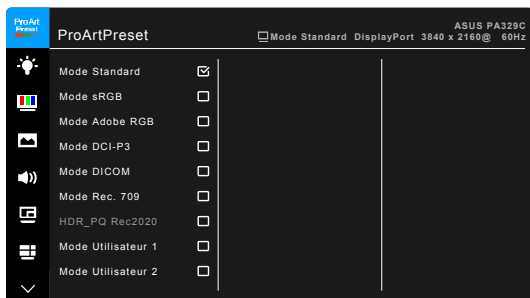 ProArt
Preset
ProArtPreset
ASUS PA329C
Mode Standard DisplayPort 3840 x 2160@ 60Hz
Mode Standard
Mode sRGB
Mode Adobe RGB
Mode DCI-P3
Mode DICOM
Mode Rec. 709
HDR_PQ Rec2020
Mode Utilisateur 1
Mode Utilisateur 2